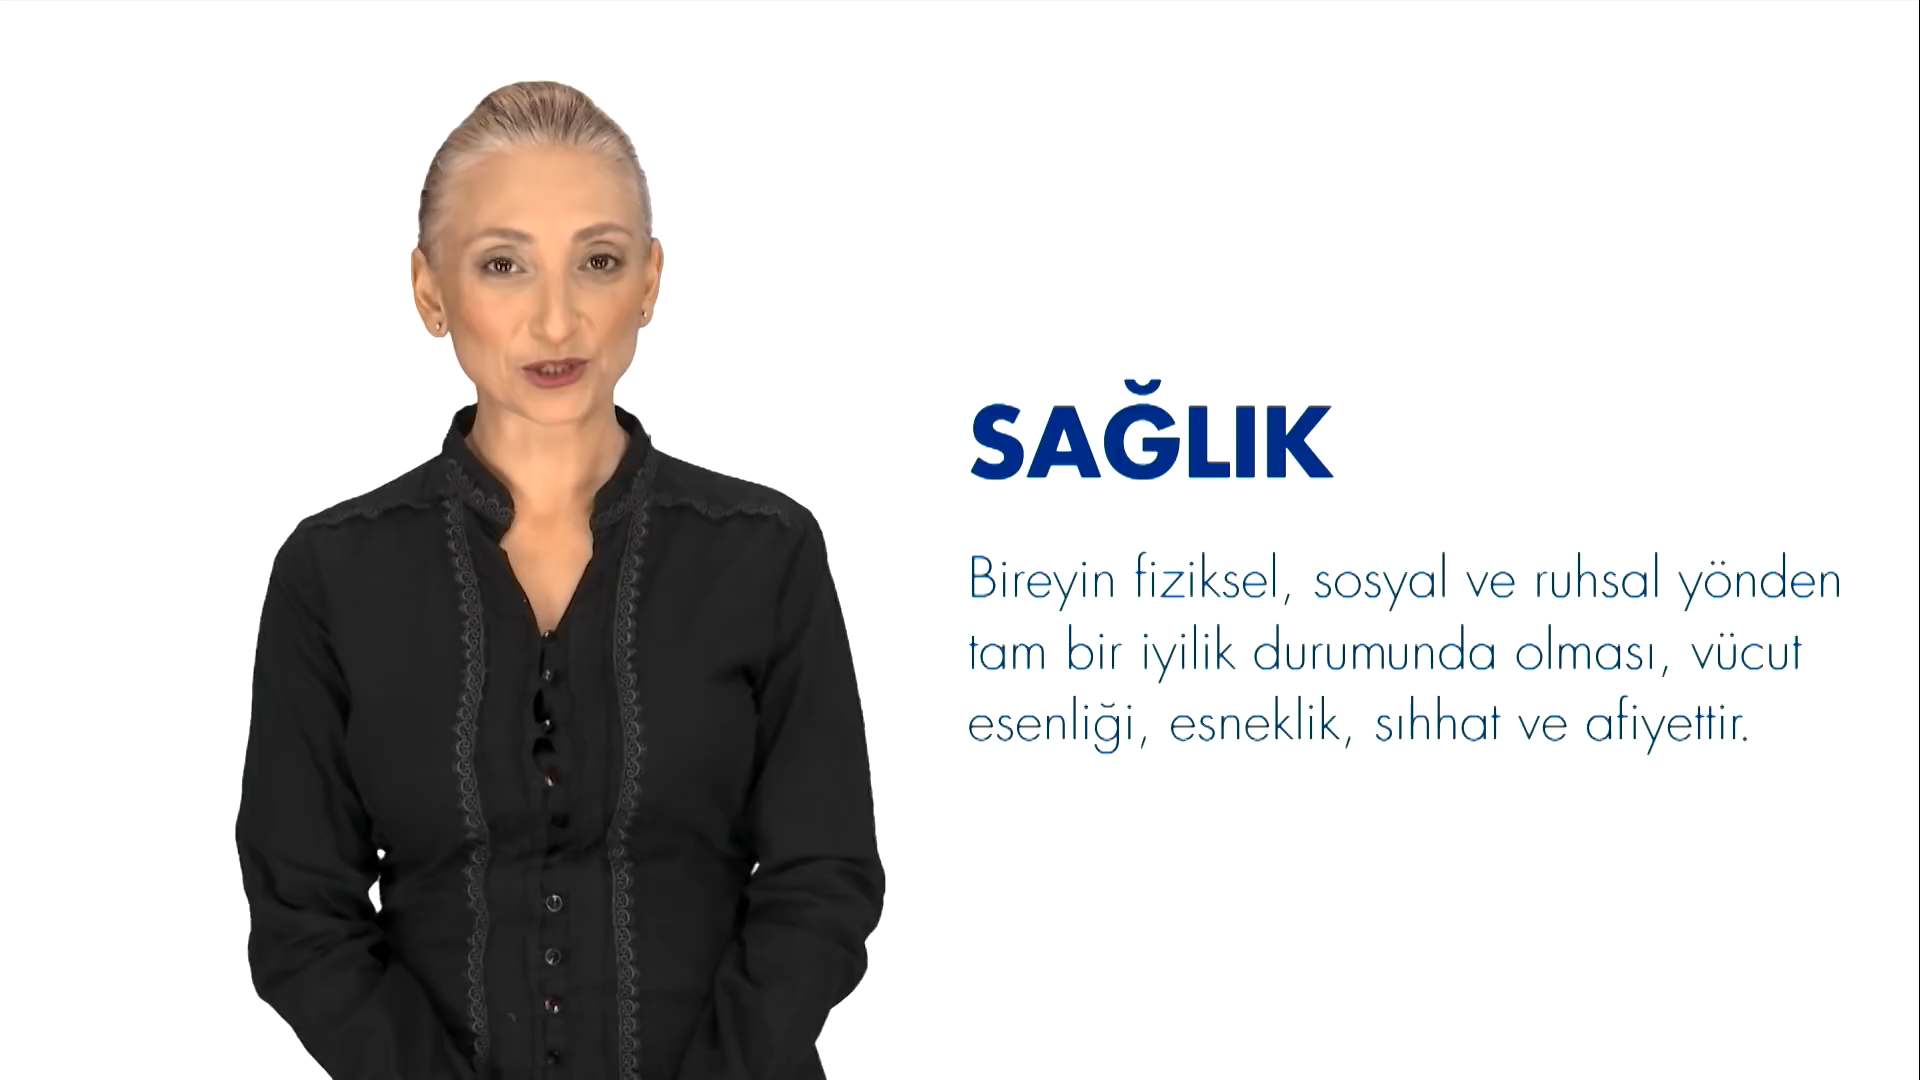 SAĞLIK
Bireyin fiziksel, sosyal ve ruhsal yönden
tam bir iyilik durumunda olması, vücut
esenliği, esneklik, sıhhat ve afiyettir.